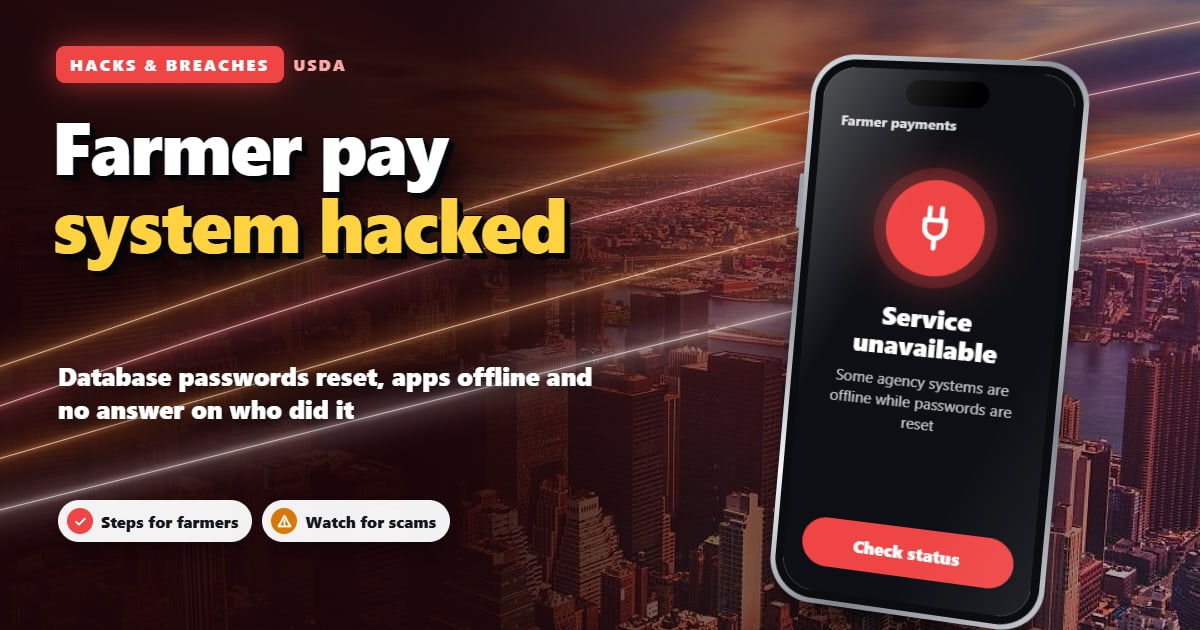 HACKS & BREACHES USDA
Farmer pay
system hacked
Database passwords reset, apps offline and
no answer on who did it
Steps for farmers
Watch for scams
Farmer payments
Service
unavailable
Some agency systems are
offline while passwords are
reset
Check status